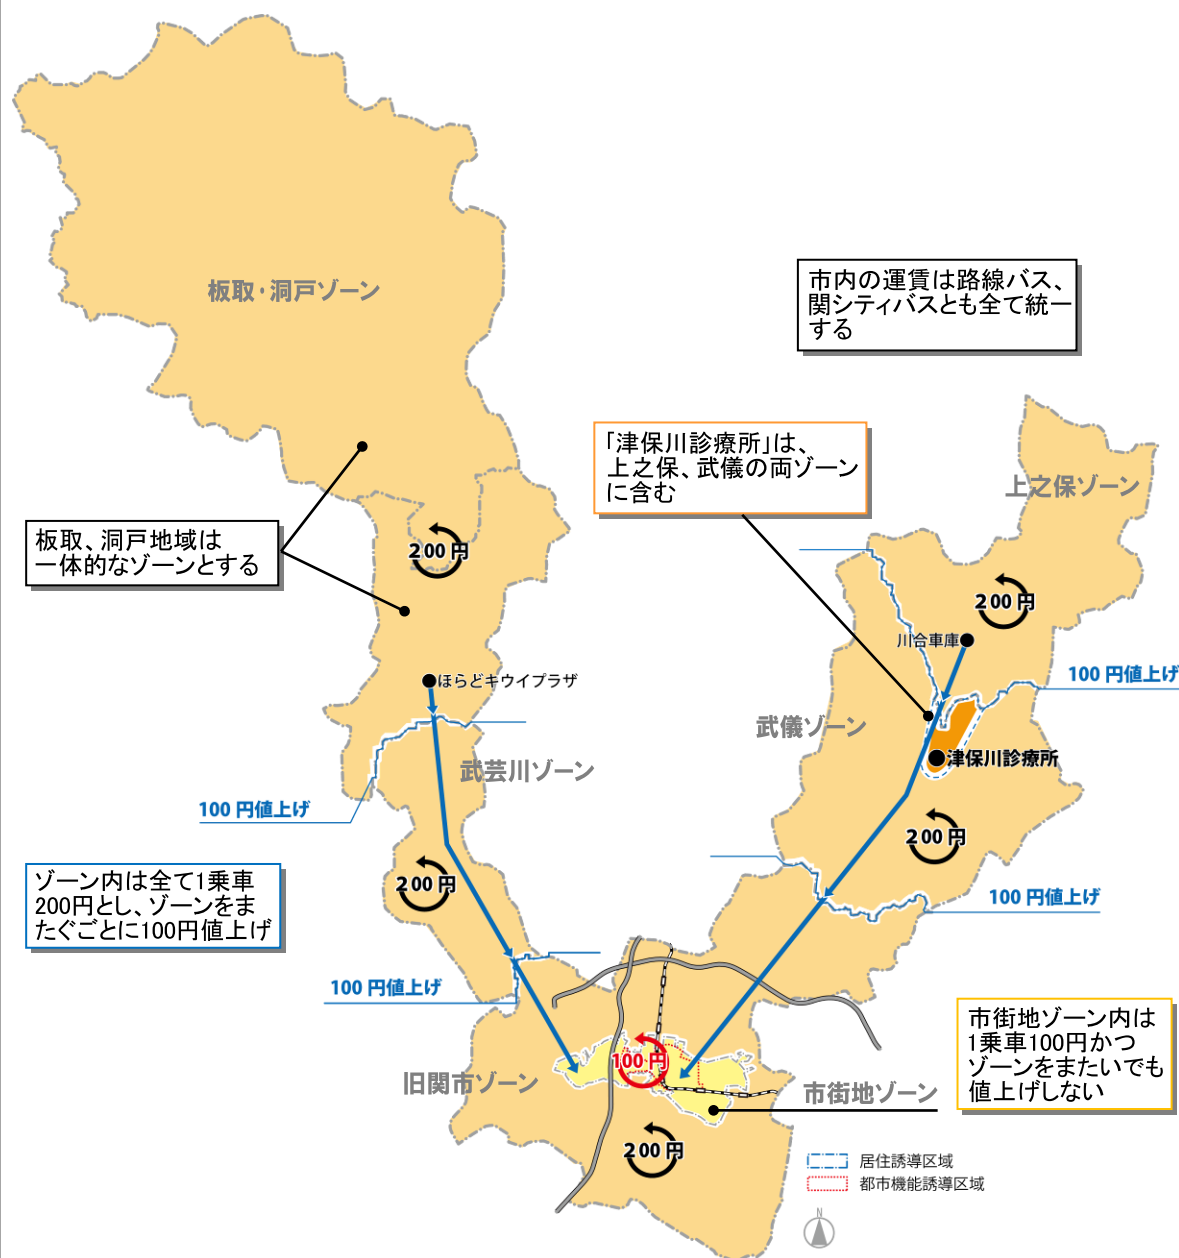 板取・洞戸ゾーン
市内の運賃は路線バス、
関シティバスとも全て統一
する
「津保川診療所」は、
上之保、武儀の両ゾーン
に含む
上之保ゾーン
板取、洞戸地域は
一体的なゾーンとする
200円
200円
川合車庫
100円値上げ
ほらどキウイプラザ
武儀ゾーン
津保川診療所
武芸川ゾーン
100円値上げ
200円
200円
ゾーン内は全て1乗車
200円とし、ゾーンをま
たぐごとに100円値上げ
100円値上げ
100円値上げ
市街地ゾーン内は
1乗車100円かつ
ゾーンをまたいでも
値上げしない
100円
旧関市ゾーン
市街地ゾーン
200円
居住誘導区域
都市機能誘導区域
N